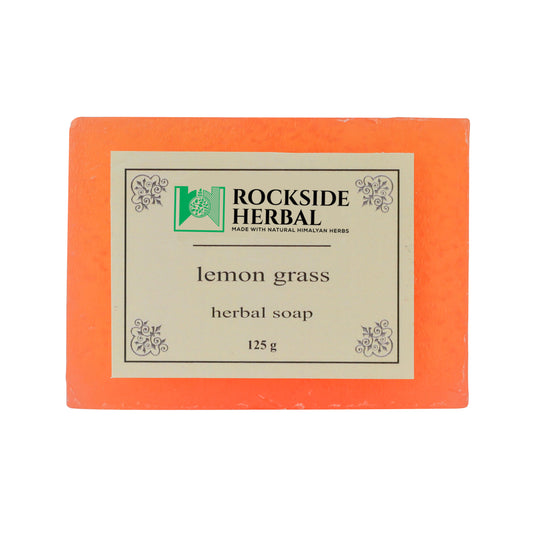 ROCKSIDE
HERBAL
MADE WITH NATURAL HIMALYAN HERBS
lemon grass
herbal soap
125 g